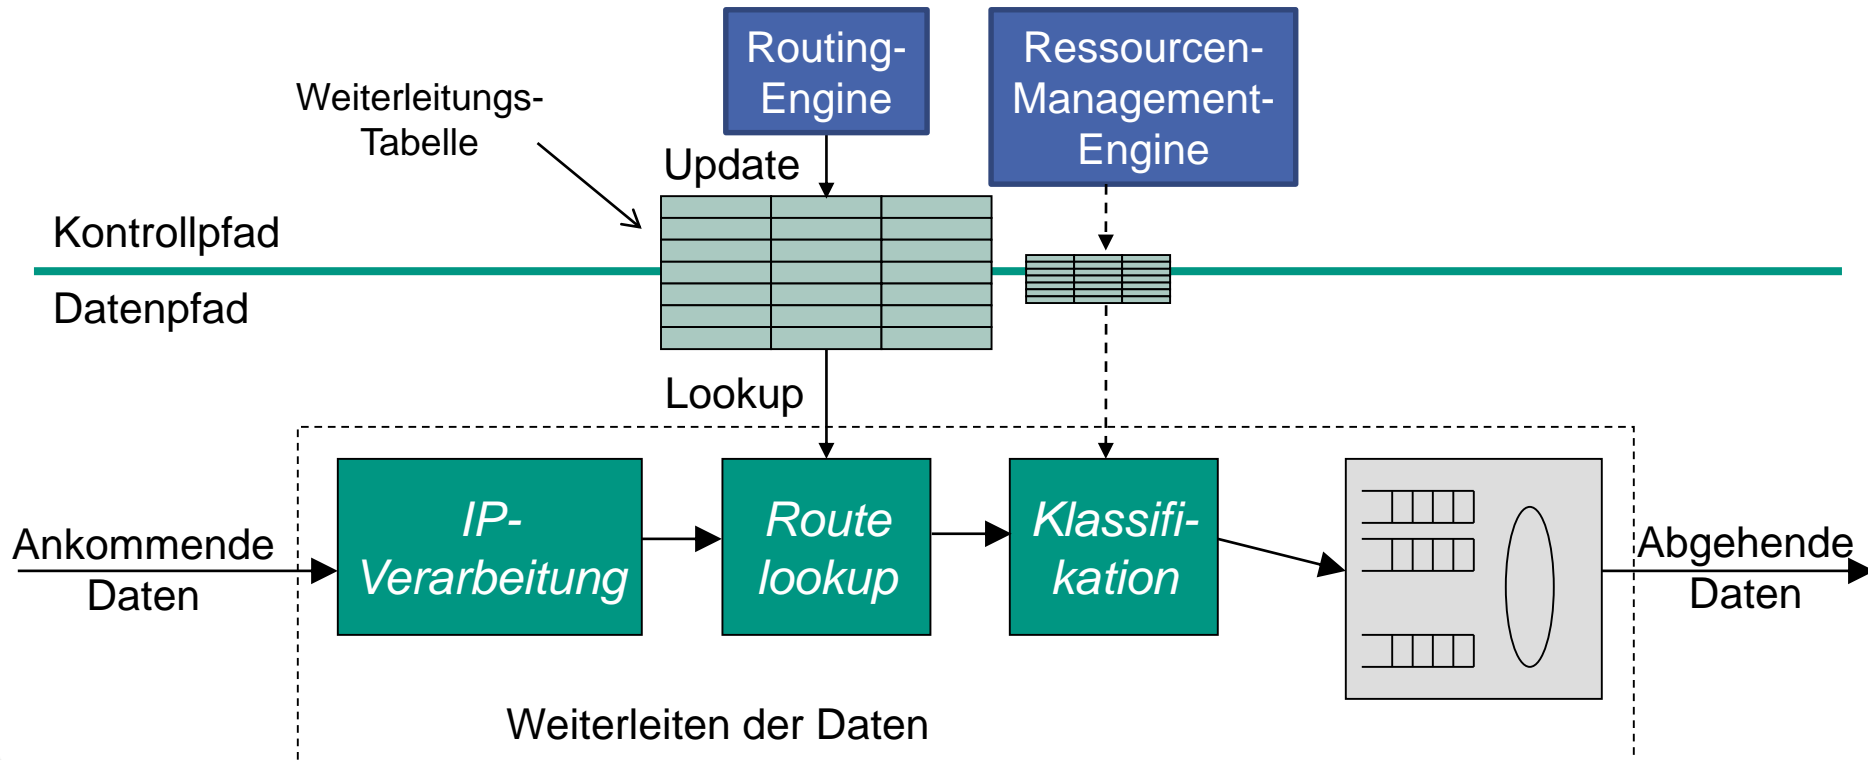 Routing-
Engine
Ressourcen-
Management-
Engine
Weiterleitungs-
Tabelle
Update
Kontrollpfad
Datenpfad
Lookup
Ankommende
Daten
IP-
Verarbeitung
Route
lookup
Klassifi-
kation
Abgehende
Daten
Weiterleiten der Daten